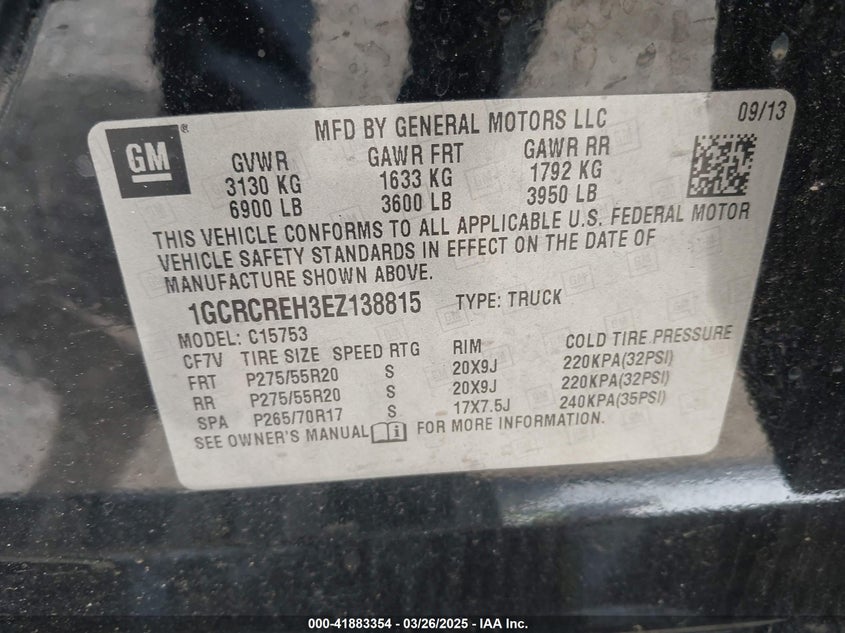 GM ®
MFD BY GENERAL MOTORS LLC
09/13
GVWR GAWR FRT GAWR RR
3130 KG 1633 KG 1792 KG
6900 LB 3600 LB 3950 LB
THIS VEHICLE CONFORMS TO ALL APPLICABLE U.S. FEDERAL MOTOR
VEHICLE SAFETY STANDARDS IN EFFECT ON THE DATE OF
MANUFACTURE SHOWN ABOVE.
1GCRCREH3EZ138815 TYPE: TRUCK
MODEL: C15753
CF7V TIRE SIZE SPEED RTG RIM COLD TIRE PRESSURE
FRT P275/55R20 S 20X9J 220KPA(32PSI)
RR P275/55R20 S 20X9J 220KPA(32PSI)
SPA P265/70R17 S 17X7.5J 240KPA(35PSI)
SEE OWNER'S MANUAL i FOR MORE INFORMATION.
000-41883354 - 03/26/2025 - IAA Inc.